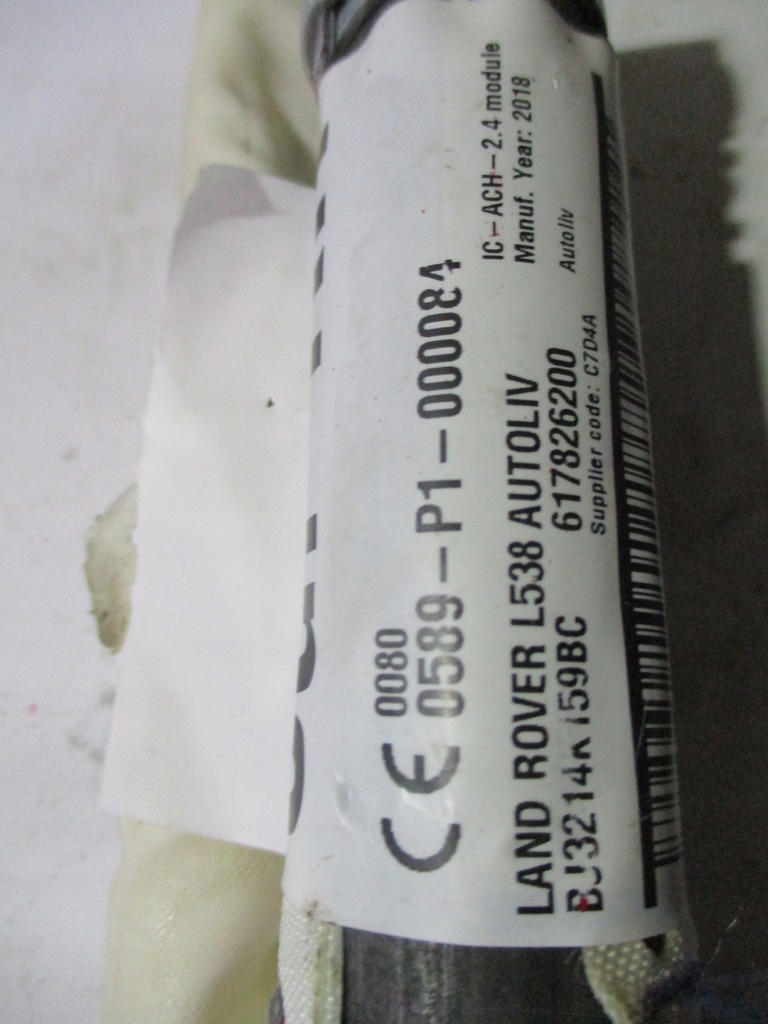 0080
CE 0589-P1-000084
IC-ACH-2.4 module
Manuf. Year: 2018
LAND ROVER L538 AUTOLIV
617826200
Autoliv
Supplier code: C7D4A